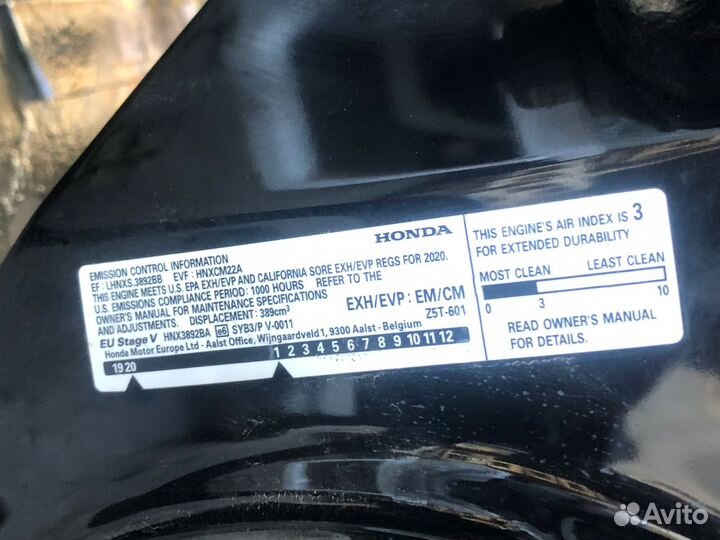 HONDA
EMISSION CONTROL INFORMATION
EF : LHNXS.3892BB EVF : HNXCM22A
THIS ENGINE MEETS U.S. EPA EXH/EVP AND CALIFORNIA SORE EXH/EVP REGS FOR 2020.
U.S. EMISSIONS COMPLIANCE PERIOD: 1000 HOURS REFER TO THE
OWNER'S MANUAL FOR MAINTENANCE SPECIFICATIONS AND
ADJUSTMENTS. DISPLACEMENT: 389cm³ EXH/EVP : EM/CM
EU Stage V HNX3892BA e6 SYB3/P V-0011 Z5T-601
Honda Motor Europe Ltd - Aalst Office, Wijngaardveld 1, 9300 Aalst - Belgium
19 20 1 2 3 4 5 6 7 8 9 10 11 12
THIS ENGINE'S AIR INDEX IS 3
FOR EXTENDED DURABILITY
MOST CLEAN LEAST CLEAN
0 3 10
READ OWNER'S MANUAL
FOR DETAILS.
Avito